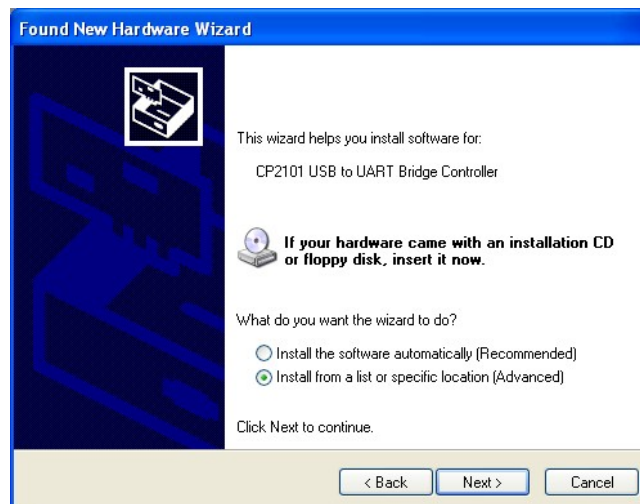 Found New Hardware Wizard
This wizard helps you install software for:
CP2101 USB to UART Bridge Controller
If your hardware came with an installation CD
or floppy disk, insert it now.
What do you want the wizard to do?
Install the software automatically (Recommended)
Install from a list or specific location (Advanced)
Click Next to continue.
< Back Next > Cancel